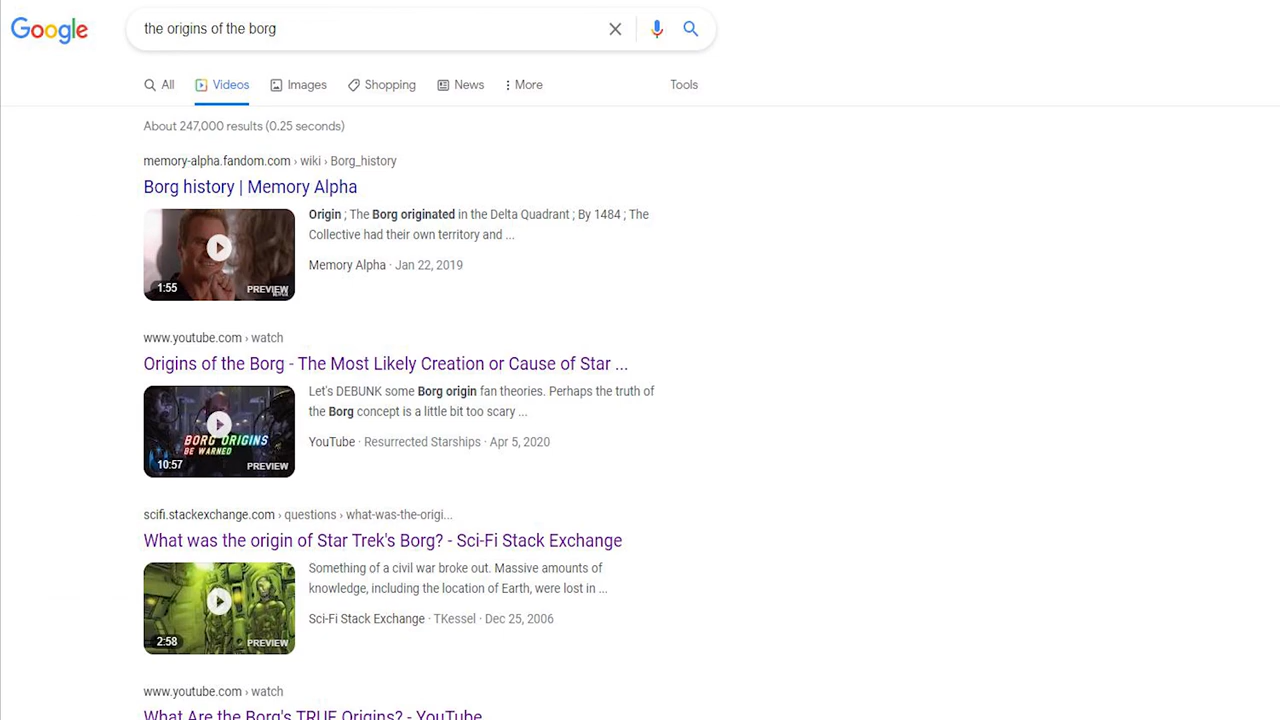 Google
the origins of the borg
All
Videos
Images
Shopping
News
More
Tools
About 247,000 results (0.25 seconds)
memory-alpha.fandom.com › wiki › Borg_history
Borg history | Memory Alpha
Origin ; The Borg originated in the Delta Quadrant ; By 1484 ; The
Collective had their own territory and ...
Memory Alpha · Jan 22, 2019
1:55
PREVIEW
www.youtube.com › watch
Origins of the Borg - The Most Likely Creation or Cause of Star ...
Let's DEBUNK some Borg origin fan theories. Perhaps the truth of
the Borg concept is a little bit too scary ...
YouTube · Resurrected Starships · Apr 5, 2020
BORG ORIGINS
BE WARNED
10:57
PREVIEW
scifi.stackexchange.com › questions › what-was-the-origi...
What was the origin of Star Trek's Borg? - Sci-Fi Stack Exchange
Something of a civil war broke out. Massive amounts of
knowledge, including the location of Earth, were lost in ...
Sci-Fi Stack Exchange · TKessel · Dec 25, 2006
2:58
PREVIEW
www.youtube.com › watch
What Are the Borg's TRUE Origins? - YouTube